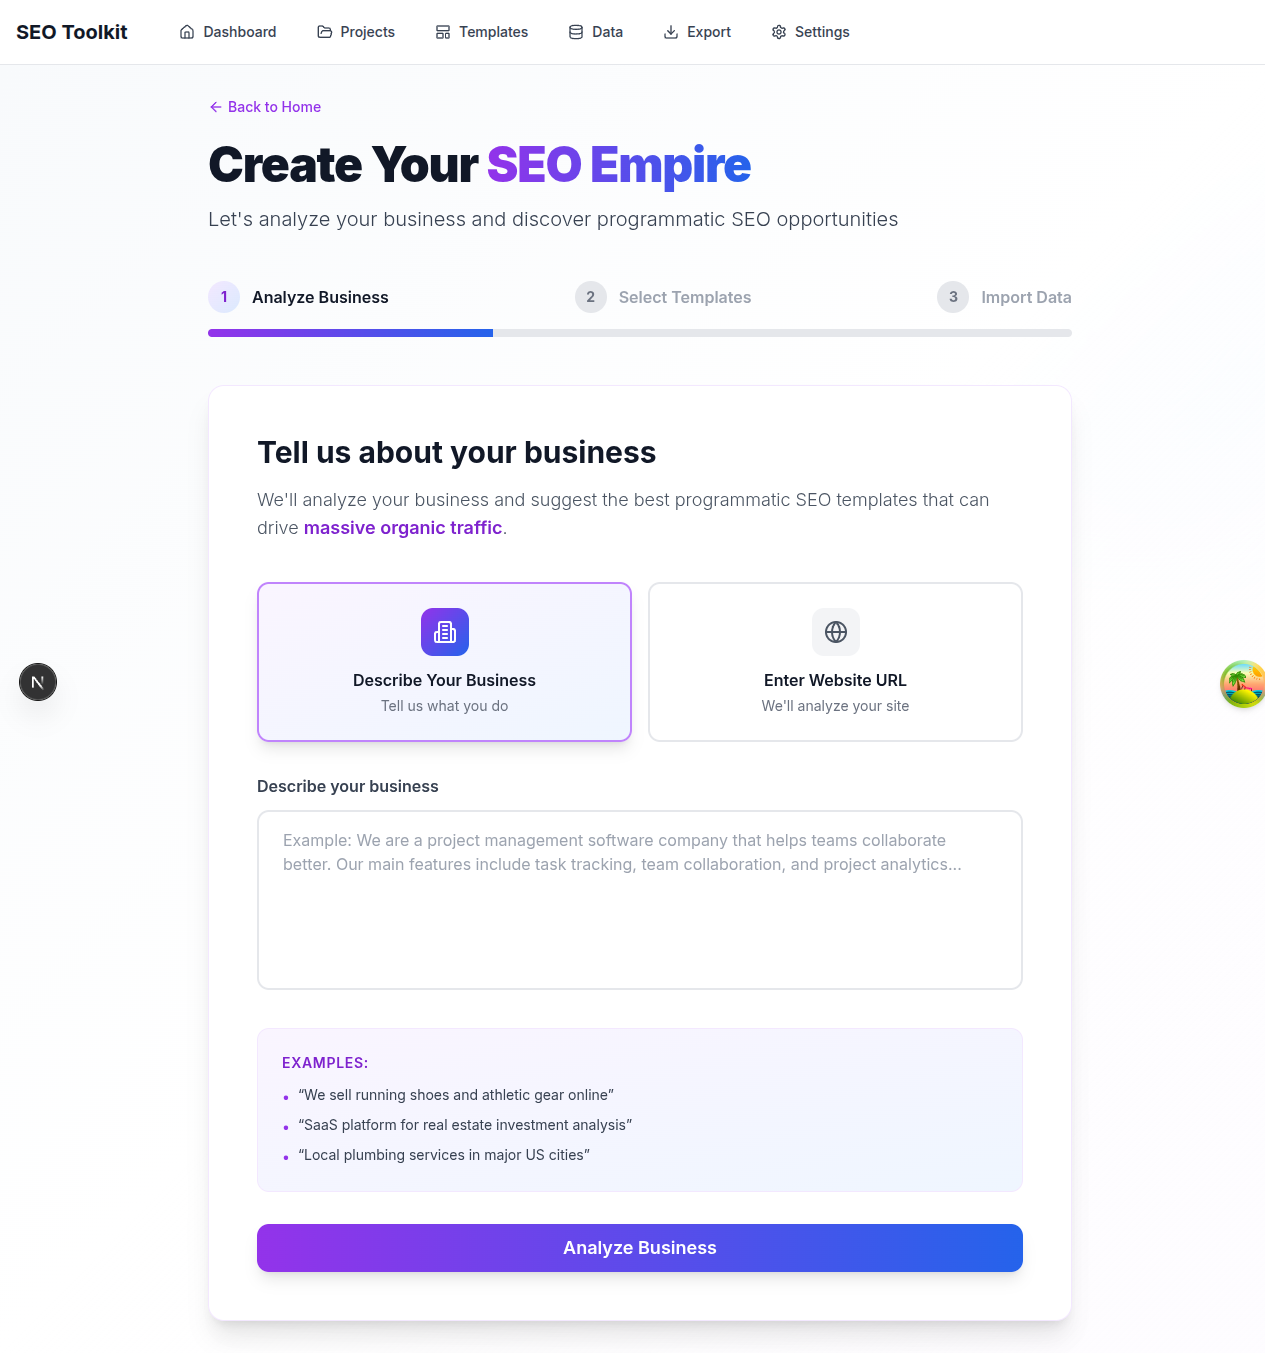 SEO Toolkit
Dashboard
Projects
Templates
Data
Export
Settings
Back to Home
Create Your SEO Empire
Let's analyze your business and discover programmatic SEO opportunities
1 Analyze Business
2 Select Templates
3 Import Data
Tell us about your business
We'll analyze your business and suggest the best programmatic SEO templates that can
drive massive organic traffic.
Describe Your Business
Tell us what you do
Enter Website URL
We'll analyze your site
N
Describe your business
Example: We are a project management software company that helps teams collaborate
better. Our main features include task tracking, team collaboration, and project analytics...
EXAMPLES:
• “We sell running shoes and athletic gear online”
• “SaaS platform for real estate investment analysis”
• “Local plumbing services in major US cities”
Analyze Business